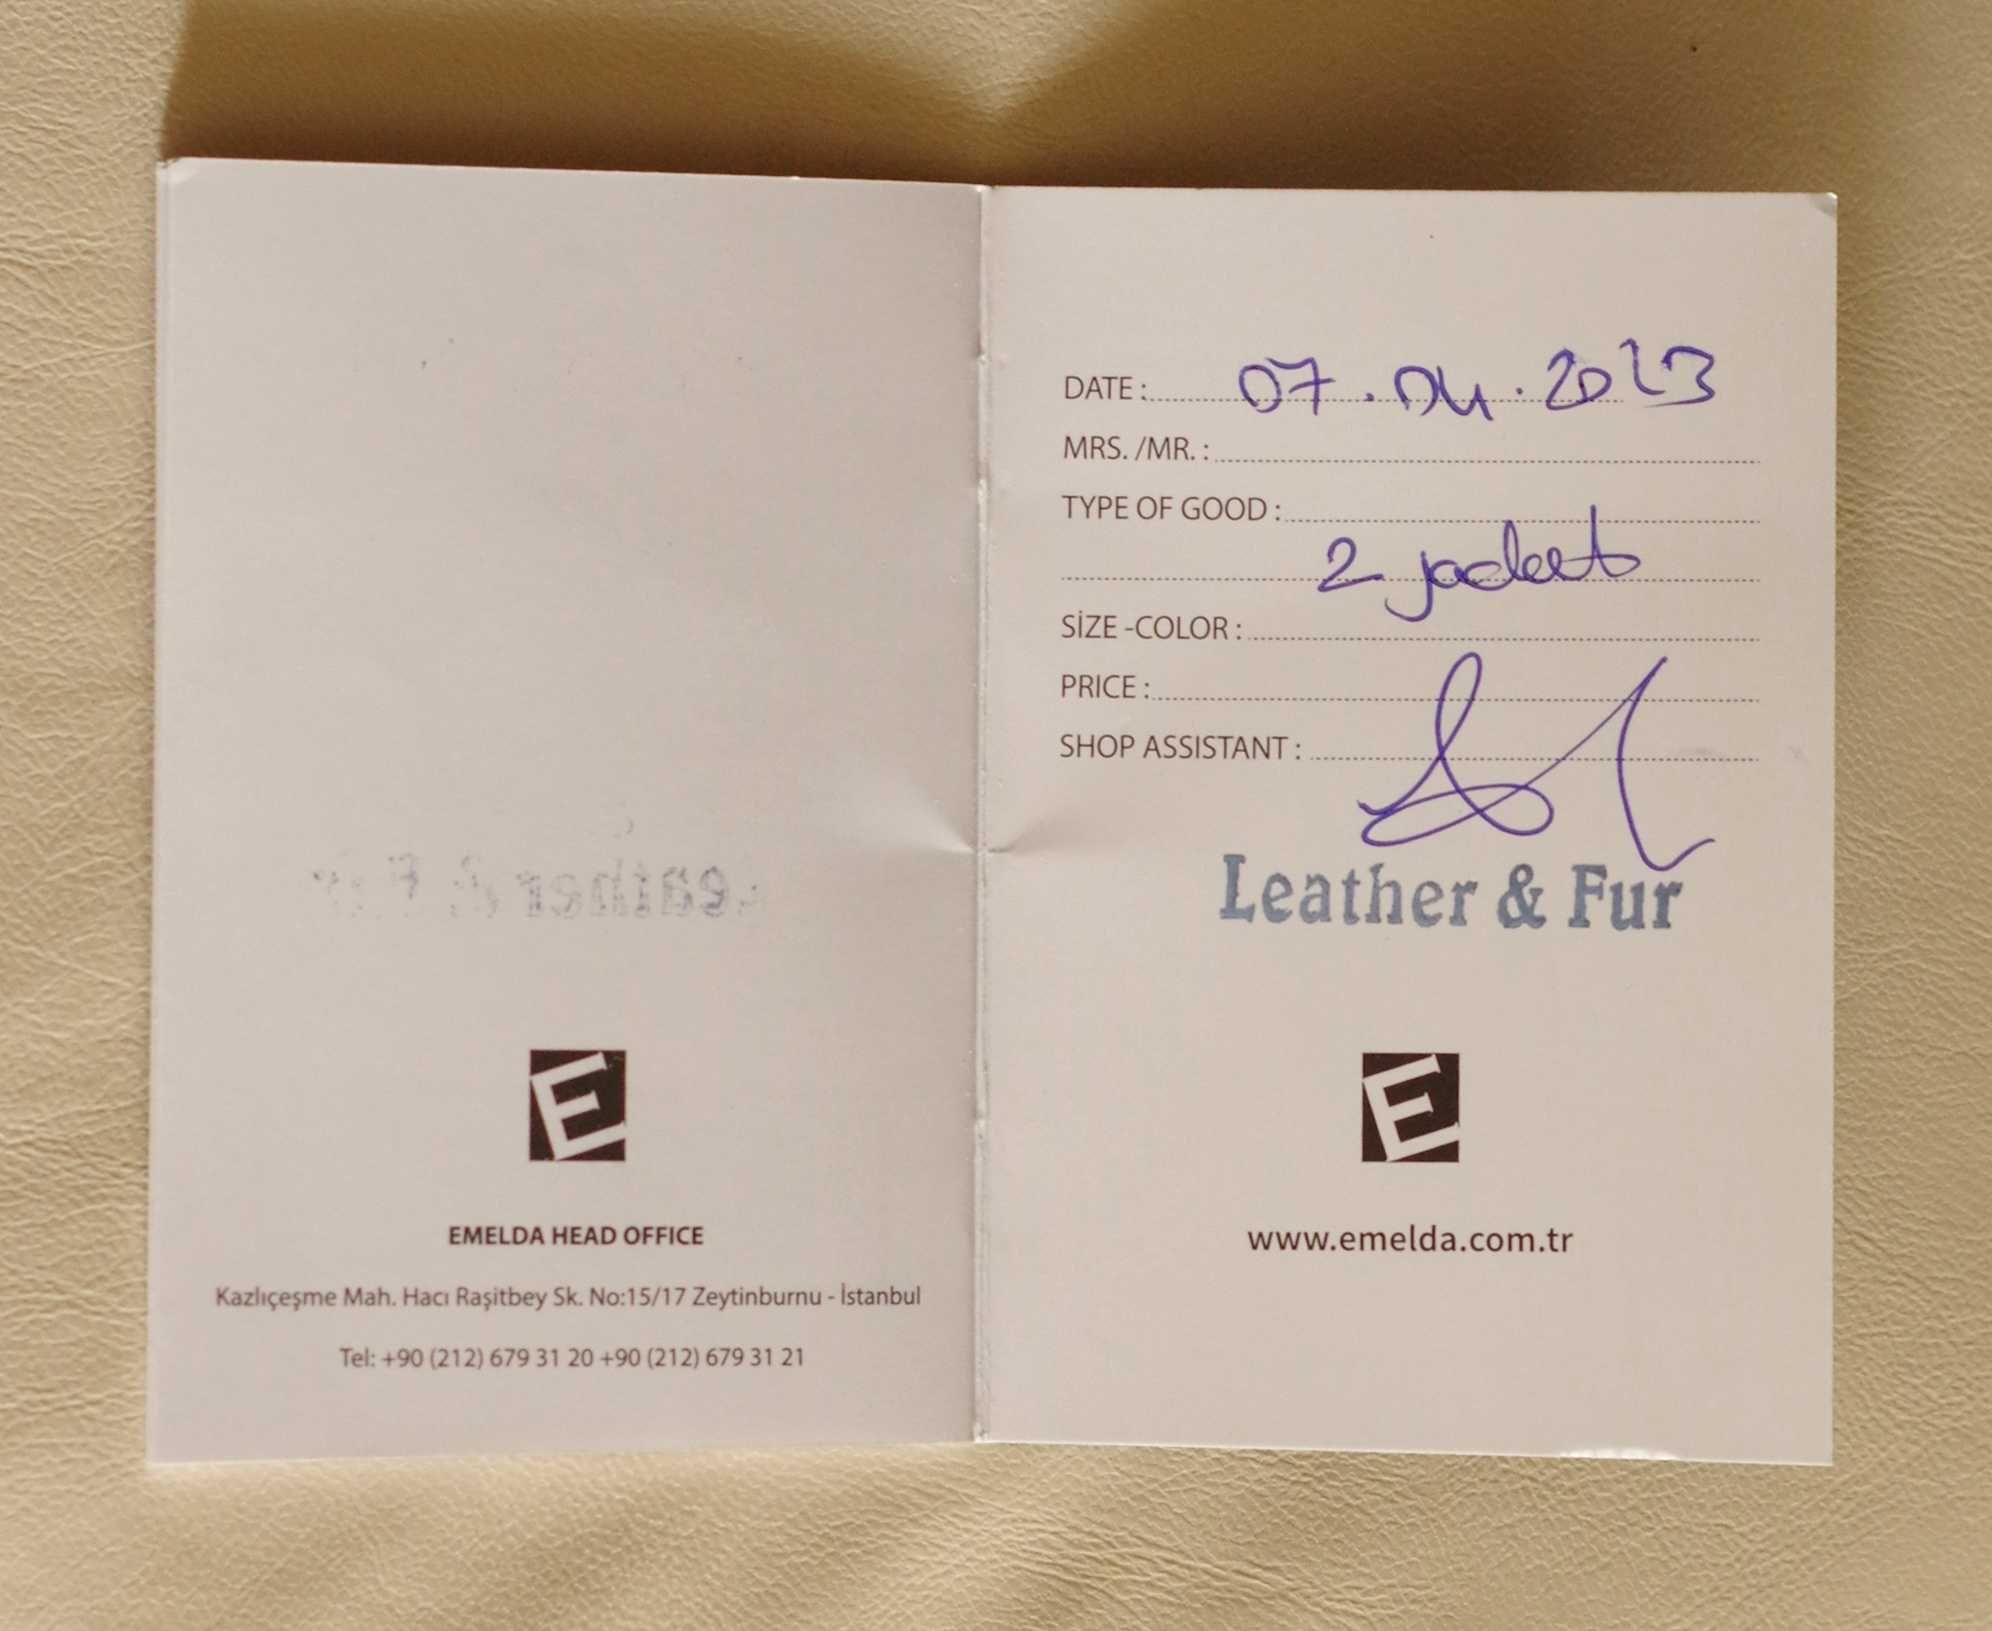 Leather & Fur
E
EMELDA HEAD OFFICE
Kazlıçeşme Mah. Hacı Raşitbey Sk. No:15/17 Zeytinburnu - İstanbul
Tel: +90 (212) 679 31 20 +90 (212) 679 31 21
DATE : 07.04.2023
MRS. /MR. :
TYPE OF GOOD :
2 jacket
SİZE -COLOR :
PRICE :
SHOP ASSISTANT :
Leather & Fur
E
www.emelda.com.tr